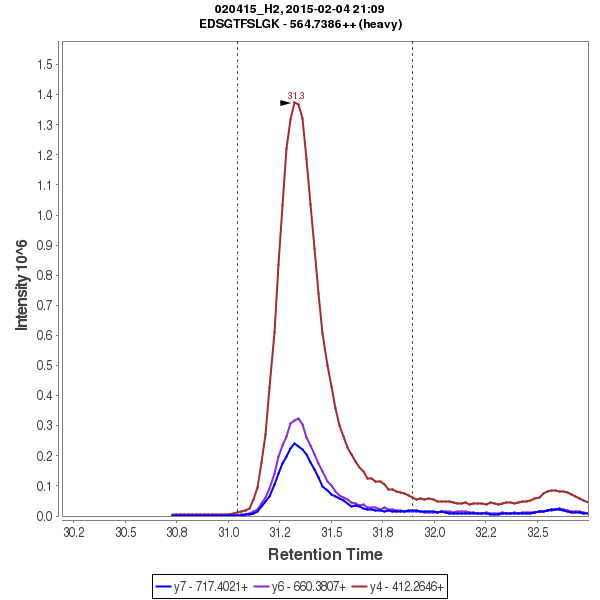 020415_H2, 2015-02-04 21:09
EDSGTFSLGK - 564.7386++ (heavy)
31.3
1.5
1.4
1.3
1.2
1.1
1.0
0.9
0.8
0.7
0.6
0.5
0.4
0.3
0.2
0.1
0.0
Intensity 10^6
30.2 30.5 30.8 31.0 31.2 31.5 31.8 32.0 32.2 32.5
Retention Time
y7 - 717.4021+ y6 - 660.3807+ y4 - 412.2646+